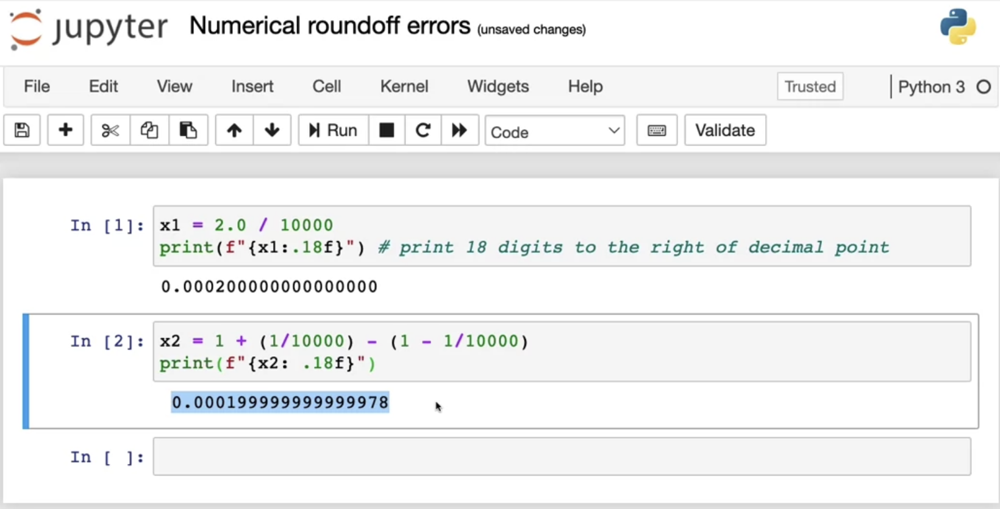 jupyter Numerical roundoff errors (unsaved changes)
File Edit View Insert Cell Kernel Widgets Help Trusted Python 3
Run Code Validate
In [1]: x1 = 2.0 / 10000
print(f"{x1:.18f}") # print 18 digits to the right of decimal point
0.000200000000000000
In [2]: x2 = 1 + (1/10000) - (1 - 1/10000)
print(f"{x2: .18f}")
0.000199999999999978
In [ ]: